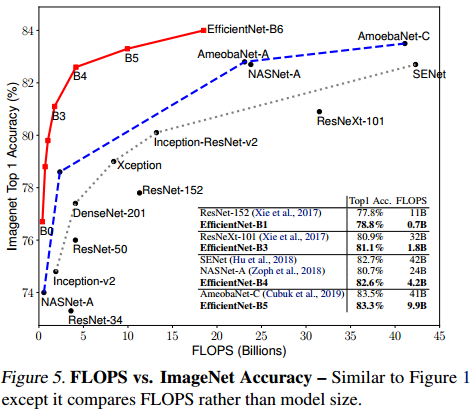 84
82
80
78
76
74
Imagenet Top 1 Accuracy (%)
EfficientNet-B6
AmoebaNet-C
AmoebaNet-A
B5
NASNet-A
SENet
B4
B3
ResNeXt-101
Inception-ResNet-v2
Xception
ResNet-152
DenseNet-201
B0
ResNet-50
Inception-v2
NASNet-A
ResNet-34
Top1 Acc. FLOPS
ResNet-152 (Xie et al., 2017) 77.8% 11B
EfficientNet-B1 78.8% 0.7B
ResNeXt-101 (Xie et al., 2017) 80.9% 32B
EfficientNet-B3 81.1% 1.8B
SENet (Hu et al., 2018) 82.7% 42B
NASNet-A (Zoph et al., 2018) 80.7% 24B
EfficientNet-B4 82.6% 4.2B
AmeobaNet-C (Cubuk et al., 2019) 83.5% 41B
EfficientNet-B5 83.3% 9.9B
0 5 10 15 20 25 30 35 40 45
FLOPS (Billions)
Figure 5. FLOPS vs. ImageNet Accuracy – Similar to Figure 1
except it compares FLOPS rather than model size.